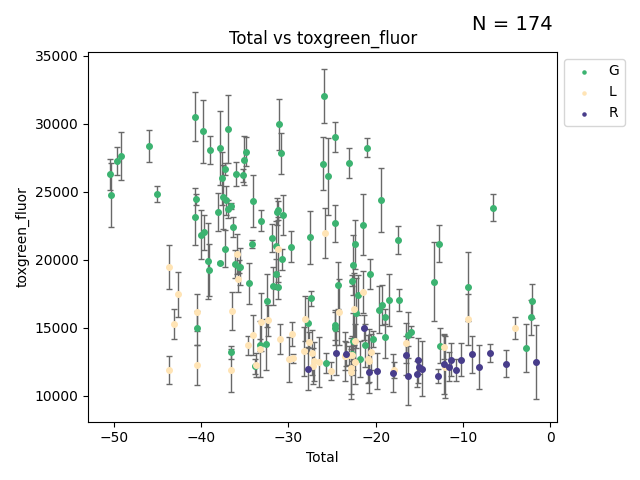 N = 174
Total vs toxgreen_fluor
35000
30000
25000
20000
15000
10000
toxgreen_fluor
−50
−40
−30
−20
−10
0
Total
G
L
R